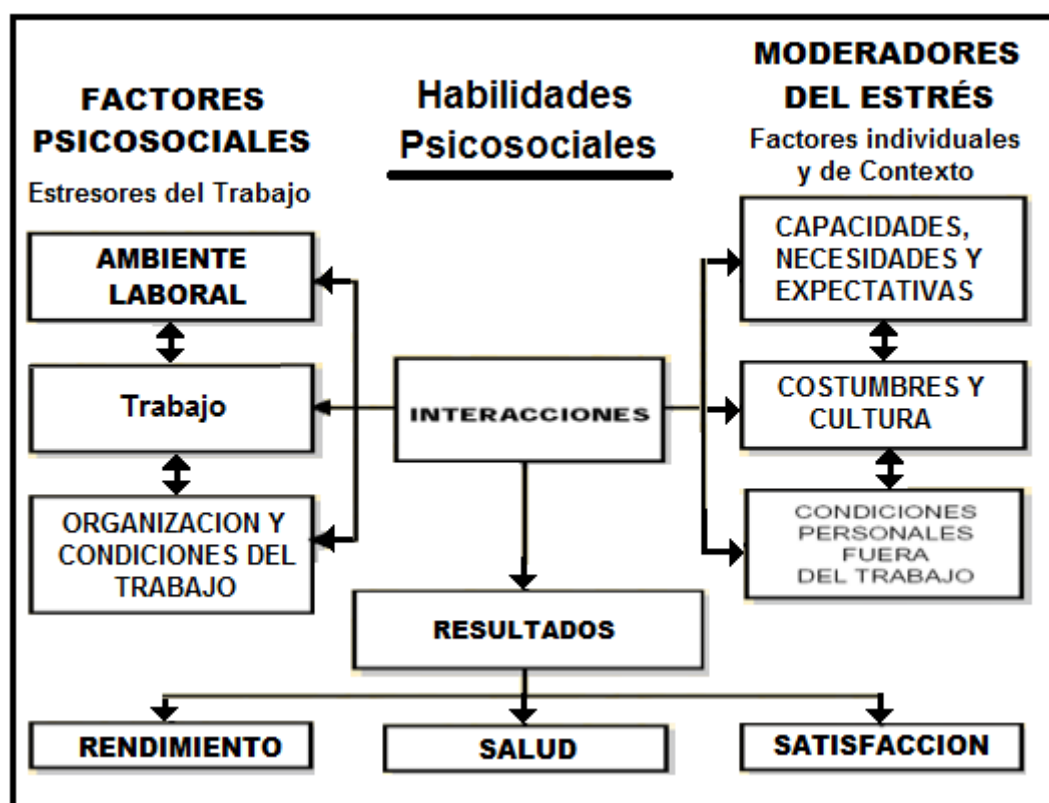 FACTORES
PSICOSOCIALES
Estresores del Trabajo
AMBIENTE
LABORAL
Trabajo
ORGANIZACION Y
CONDICIONES DEL
TRABAJO
Habilidades
Psicosociales
INTERACCIONES
MODERADORES
DEL ESTRÉS
Factores individuales
y de Contexto
CAPACIDADES,
NECESIDADES Y
EXPECTATIVAS
COSTUMBRES Y
CULTURA
CONDICIONES
PERSONALES
FUERA
DEL TRABAJO
RESULTADOS
RENDIMIENTO
SALUD
SATISFACCION